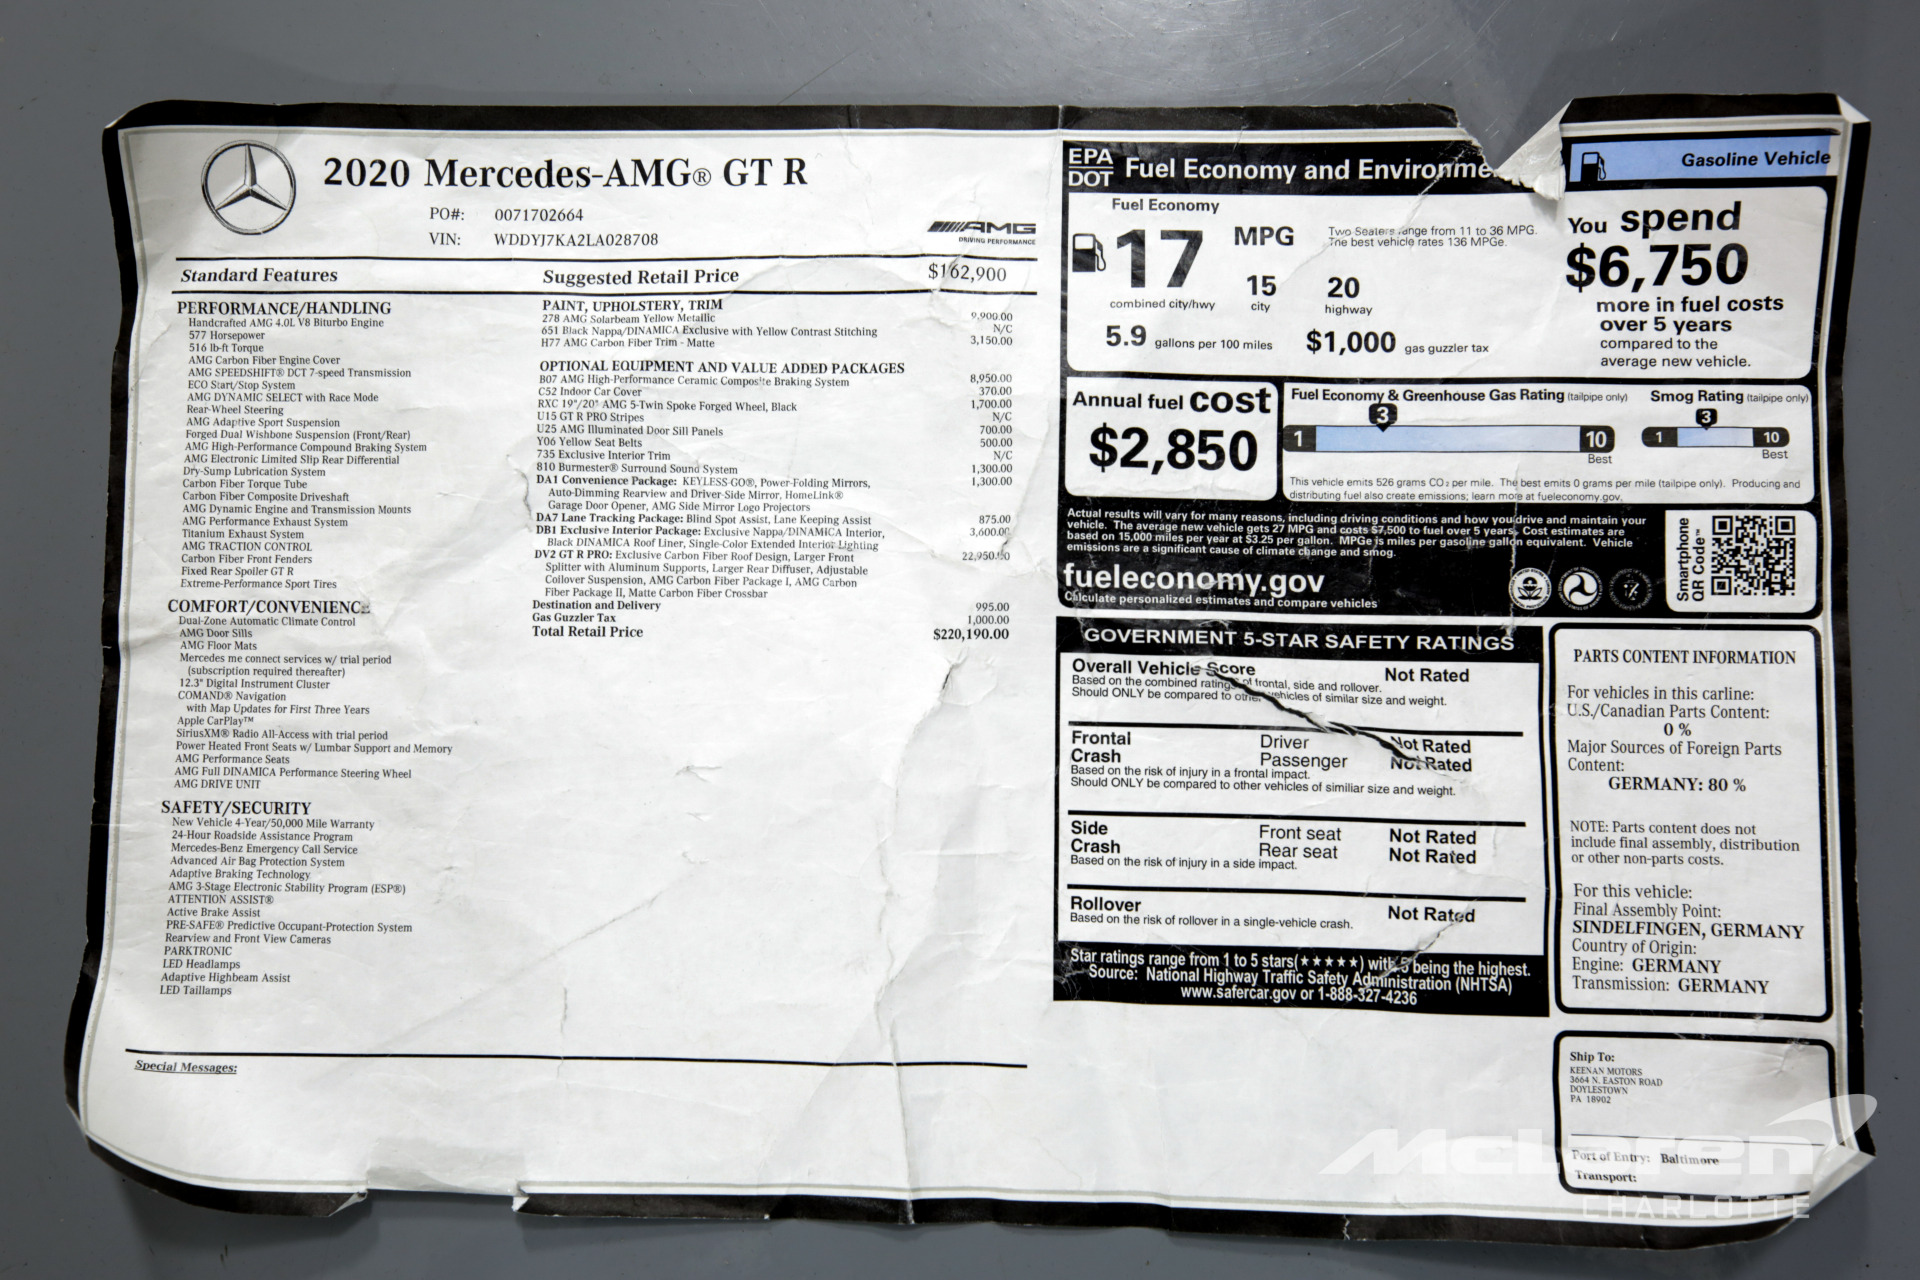 2020 Mercedes-AMG® GT R
PO#: 0071702664
VIN: WDDYJ7KA2LA028708
AMG
DRIVING PERFORMANCE
Standard Features
PERFORMANCE/HANDLING
Handcrafted AMG 4.0L V8 Biturbo Engine
577 Horsepower
516 lb-ft Torque
AMG Carbon Fiber Engine Cover
AMG SPEEDSHIFT® DCT 7-speed Transmission
ECO Start/Stop System
AMG DYNAMIC SELECT with Race Mode
Rear-Wheel Steering
AMG Adaptive Sport Suspension
Forged Dual Wishbone Suspension (Front/Rear)
AMG High-Performance Compound Braking System
AMG Electronic Limited Slip Rear Differential
Dry-Sump Lubrication System
Carbon Fiber Torque Tube
Carbon Fiber Composite Driveshaft
AMG Dynamic Engine and Transmission Mounts
AMG Performance Exhaust System
Titanium Exhaust System
AMG TRACTION CONTROL
Carbon Fiber Front Fenders
Fixed Rear Spoiler GT R
Extreme-Performance Sport Tires
COMFORT/CONVENIENCE
Dual-Zone Automatic Climate Control
AMG Door Sills
AMG Floor Mats
Mercedes me connect services w/ trial period
(subscription required thereafter)
12.3" Digital Instrument Cluster
COMAND® Navigation
with Map Updates for First Three Years
Apple CarPlay™
SiriusXM® Radio All-Access with trial period
Power Heated Front Seats w/ Lumbar Support and Memory
AMG Performance Seats
AMG Full DINAMICA Performance Steering Wheel
AMG DRIVE UNIT
SAFETY/SECURITY
New Vehicle 4-Year/50,000 Mile Warranty
24-Hour Roadside Assistance Program
Mercedes-Benz Emergency Call Service
Advanced Air Bag Protection System
Adaptive Braking Technology
AMG 3-Stage Electronic Stability Program (ESP®)
ATTENTION ASSIST®
Active Brake Assist
PRE-SAFE® Predictive Occupant-Protection System
Rearview and Front View Cameras
PARKTRONIC
LED Headlamps
Adaptive Highbeam Assist
LED Taillamps
Suggested Retail Price $162,900
PAINT, UPHOLSTERY, TRIM
278 AMG Solarbeam Yellow Metallic 9,900.00
651 Black Nappa/DINAMICA Exclusive with Yellow Contrast Stitching N/C
H77 AMG Carbon Fiber Trim - Matte 3,150.00
OPTIONAL EQUIPMENT AND VALUE ADDED PACKAGES
B07 AMG High-Performance Ceramic Composite Braking System 8,950.00
C52 Indoor Car Cover 370.00
RXC 19"/20" AMG 5-Twin Spoke Forged Wheel, Black 1,700.00
U15 GT R PRO Stripes N/C
U25 AMG Illuminated Door Sill Panels 700.00
Y06 Yellow Seat Belts 500.00
735 Exclusive Interior Trim N/C
810 Burmester® Surround Sound System 1,300.00
DA1 Convenience Package: KEYLESS-GO®, Power-Folding Mirrors, 1,300.00
Auto-Dimming Rearview and Driver-Side Mirror, HomeLink®
Garage Door Opener, AMG Side Mirror Logo Projectors
DA7 Lane Tracking Package: Blind Spot Assist, Lane Keeping Assist 875.00
DB1 Exclusive Interior Package: Exclusive Nappa/DINAMICA Interior, 3,600.00
Black DINAMICA Roof Liner, Single-Color Extended Interior Lighting
DV2 GT R PRO: Exclusive Carbon Fiber Roof Design, Larger Front 22,950.00
Splitter with Aluminum Supports, Larger Rear Diffuser, Adjustable
Collover Suspension, AMG Carbon Fiber Package I, AMG Carbon
Fiber Package II, Matte Carbon Fiber Crossbar
Destination and Delivery 995.00
Gas Guzzler Tax 1,000.00
Total Retail Price $220,190.00
Special Messages:
EPA
DOT
Fuel Economy and Environme
Gasoline Vehicle
Fuel Economy
17
MPG
Two Seaters range from 11 to 36 MPG.
The best vehicle rates 136 MPGe.
15 20
combined city/hwy city highway
5.9 gallons per 100 miles
$1,000 gas guzzler tax
You spend
$6,750
more in fuel costs
over 5 years
compared to the
average new vehicle.
Annual fuel cost
$2,850
Fuel Economy & Greenhouse Gas Rating (tailpipe only)
3
1 10
Best
Smog Rating (tailpipe only)
3
1 10
Best
This vehicle emits 526 grams CO2 per mile. The best emits 0 grams per mile (tailpipe only). Producing and
distributing fuel also create emissions; learn more at fueleconomy.gov.
Actual results will vary for many reasons, including driving conditions and how you drive and maintain your
vehicle. The average new vehicle gets 27 MPG and costs $7,500 to fuel over 5 years. Cost estimates are
based on 15,000 miles per year at $3.25 per gallon. MPGe is miles per gasoline gallon equivalent. Vehicle
emissions are a significant cause of climate change and smog.
fueleconomy.gov
Calculate personalized estimates and compare vehicles
Smartphone
QR Code™
GOVERNMENT 5-STAR SAFETY RATINGS
Overall Vehicle Score Not Rated
Based on the combined ratings of frontal, side and rollover.
Should ONLY be compared to other vehicles of similar size and weight.
Frontal Driver Not Rated
Crash Passenger Not Rated
Based on the risk of injury in a frontal impact.
Should ONLY be compared to other vehicles of similiar size and weight.
Side Front seat Not Rated
Crash Rear seat Not Rated
Based on the risk of injury in a side impact.
Rollover Not Rated
Based on the risk of rollover in a single-vehicle crash.
Star ratings range from 1 to 5 stars(★★★★★) with 5 being the highest.
Source: National Highway Traffic Safety Administration (NHTSA)
www.safercar.gov or 1-888-327-4236
PARTS CONTENT INFORMATION
For vehicles in this carline:
U.S./Canadian Parts Content:
0 %
Major Sources of Foreign Parts
Content:
GERMANY: 80 %
NOTE: Parts content does not
include final assembly, distribution
or other non-parts costs.
For this vehicle:
Final Assembly Point:
SINDELFINGEN, GERMANY
Country of Origin:
Engine: GERMANY
Transmission: GERMANY
Ship To:
KEENAN MOTORS
3664 N. EASTON ROAD
DOYLESTOWN
PA 18902
Port of Entry: Baltimore
Transport:
McLaren
CHARLOTTE